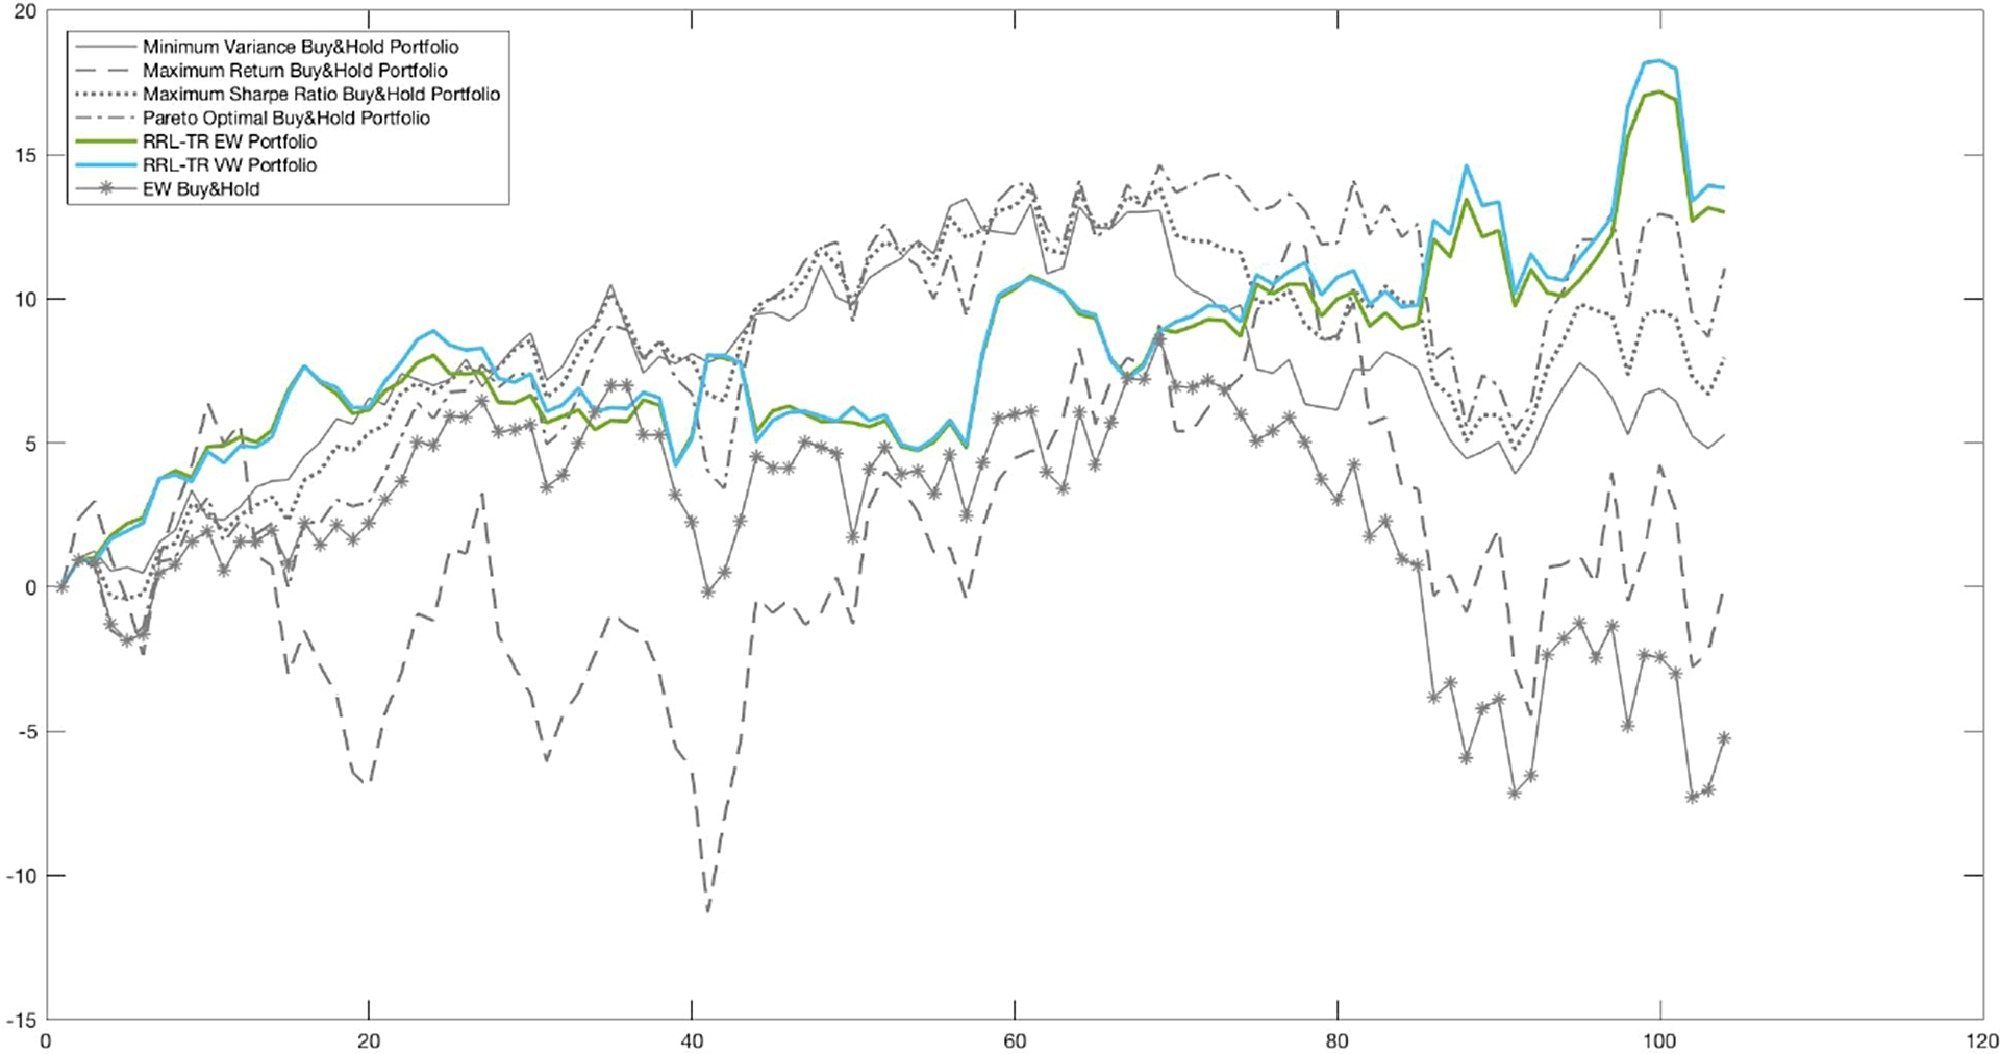 20
15
10
5
0
-5
-10
-15
Minimum Variance Buy&Hold Portfolio
Maximum Return Buy&Hold Portfolio
Maximum Sharpe Ratio Buy&Hold Portfolio
Pareto Optimal Buy&Hold Portfolio
RRL-TR EW Portfolio
RRL-TR VW Portfolio
EW Buy&Hold
0 20 40 60 80 100 120